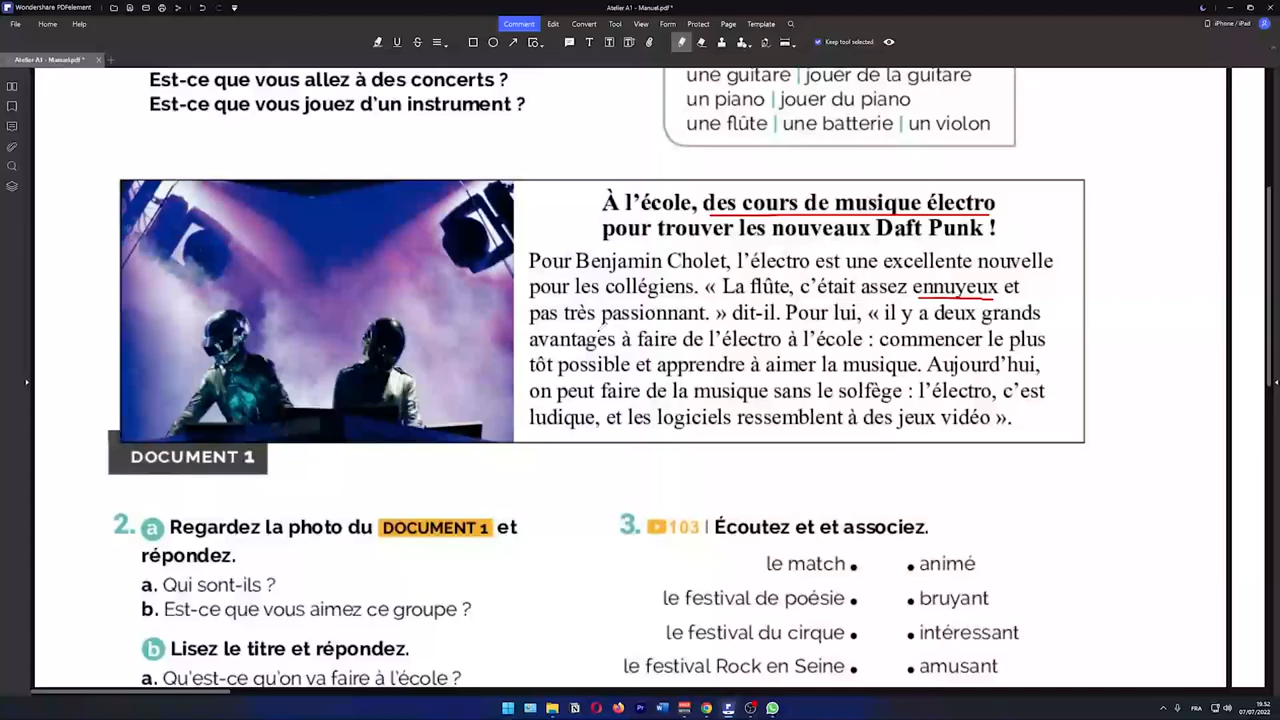 Wondershare PDFelement
Atelier A1 - Manuel.pdf *
iPhone / iPad
File
Home
Help
Comment
Edit
Convert
Tool
View
Form
Protect
Page
Template
Keep tool selected
Atelier A1 - Manuel.pdf *
Est-ce que vous allez à des concerts ?
Est-ce que vous jouez d'un instrument ?
une guitare | jouer de la guitare
un piano | jouer du piano
une flûte | une batterie | un violon
À l'école, des cours de musique électro
pour trouver les nouveaux Daft Punk !
Pour Benjamin Cholet, l'électro est une excellente nouvelle
pour les collégiens. « La flûte, c'était assez ennuyeux et
pas très passionnant. » dit-il. Pour lui, « il y a deux grands
avantages à faire de l'électro à l'école : commencer le plus
tôt possible et apprendre à aimer la musique. Aujourd'hui,
on peut faire de la musique sans le solfège : l'électro, c'est
ludique, et les logiciels ressemblent à des jeux vidéo ».
DOCUMENT 1
2. a Regardez la photo du DOCUMENT 1 et
répondez.
a. Qui sont-ils ?
b. Est-ce que vous aimez ce groupe ?
b Lisez le titre et répondez.
a. Qu'est-ce qu'on va faire à l'école ?
3. 103 | Écoutez et et associez.
le match • • animé
le festival de poésie • • bruyant
le festival du cirque • • intéressant
le festival Rock en Seine • • amusant
FRA
19.52
07/07/2022